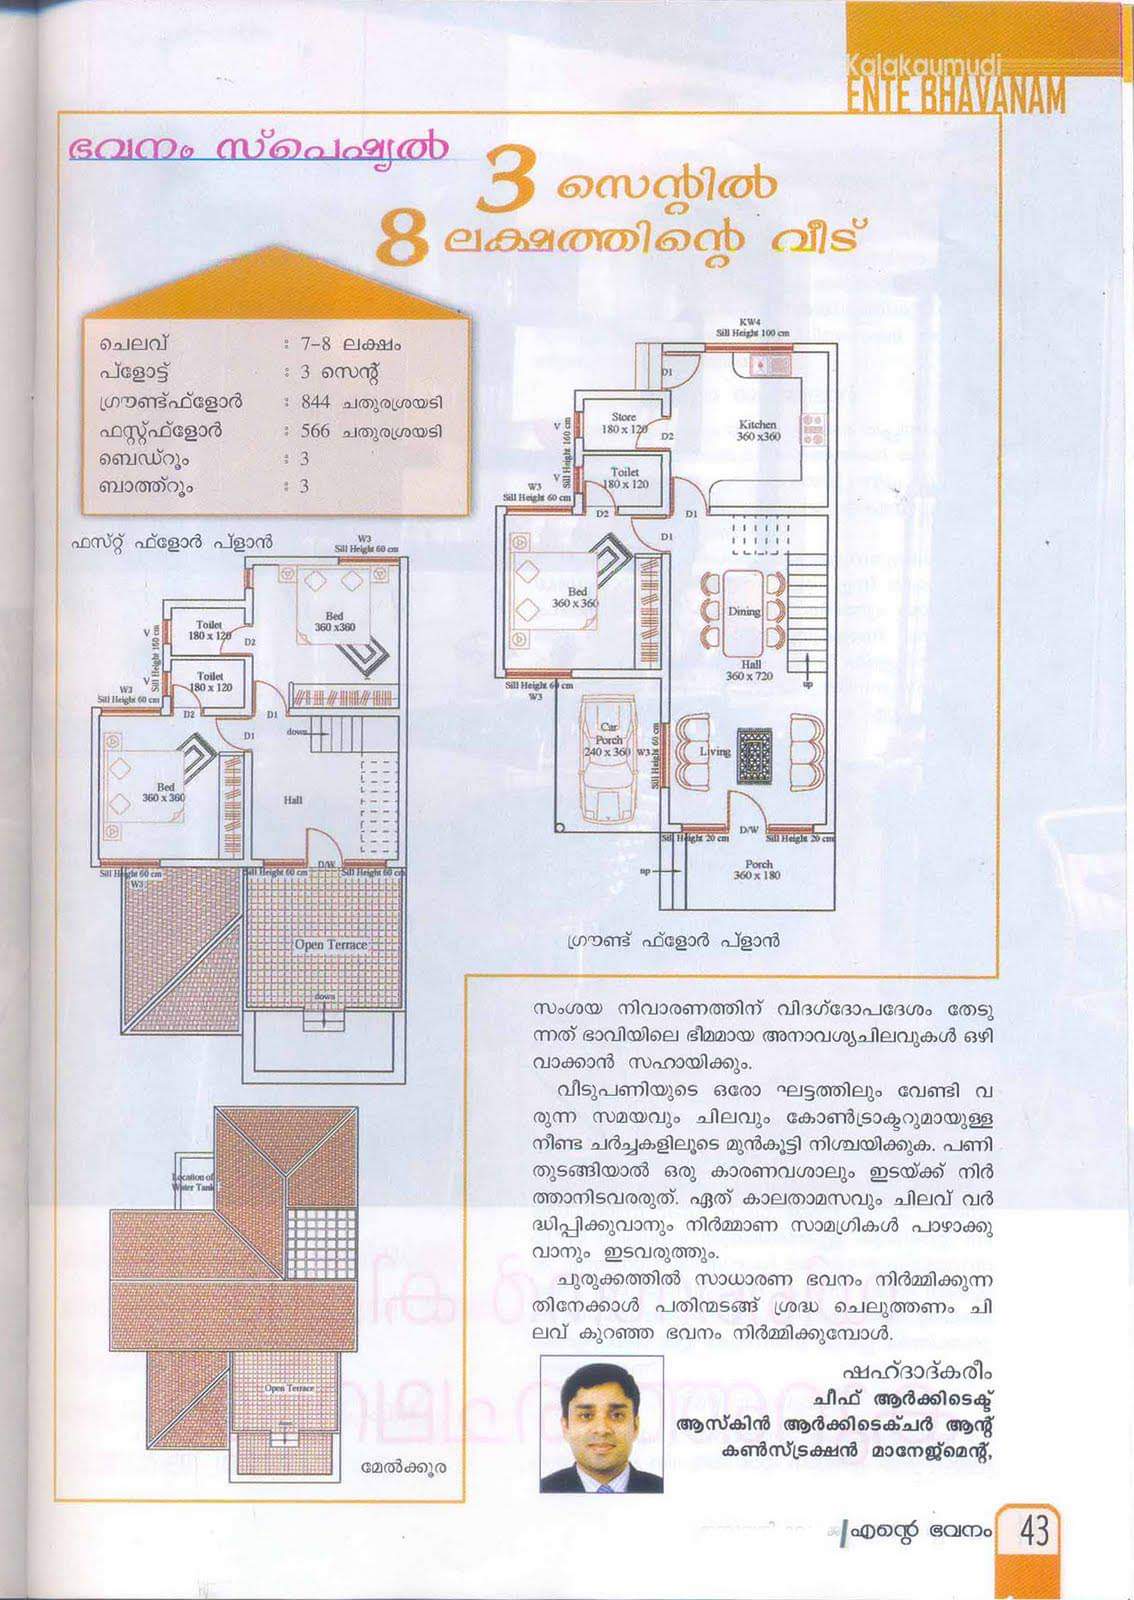 Kalakaumudi
ENTE BHAVANAM
ഭവനം സ്പെഷ്യൽ
3 സെന്റിൽ
8 ലക്ഷത്തിന്റെ വീട്
ചെലവ് : 7-8 ലക്ഷം
പ്ളോട്ട് : 3 സെന്റ്
ഗ്രൗണ്ട്ഫ്ളോർ : 844 ചതുരശ്രയടി
ഫസ്റ്റ്ഫ്ളോർ : 566 ചതുരശ്രയടി
ബെഡ്റൂം : 3
ബാത്ത്റൂം : 3
KW4
Sill Height 100 cm
D1
Store
180 x 120
D2
Kitchen
360 x360
V
Sill Height 160 cm
V
Toilet
180 x 120
W3
Sill Height 60 cm
D2
D1
D1
Bed
360 x 360
Dining
Hall
360 x 720
up
Sill Height 60 cm
W3
Car
Porch
240 x 360
W3
Sill Height 60 cm
Living
D/W
Sill Height 20 cm
Sill Height 20 cm
up
Porch
360 x 180
ഗ്രൗണ്ട് ഫ്ളോർ പ്ളാൻ
ഫസ്റ്റ് ഫ്ളോർ പ്ളാൻ
W3
Sill Height 60 cm
Bed
360 x360
Toilet
180 x 120
D2
V
Sill Height 160 cm
V
Toilet
180 x 120
W3
Sill Height 60 cm
D2
D1
D1
down
Bed
360 x 360
Hall
D/W
Sill Height 60 cm
W3
Sill Height 60 cm
Sill Height 60 cm
Open Terrace
down
Location of
Water Tank
Open Terrace
down
മേൽക്കൂര
സംശയ നിവാരണത്തിന് വിദഗ്ദോപദേശം തേടു
ന്നത് ഭാവിയിലെ ഭീമമായ അനാവശ്യചിലവുകൾ ഒഴി
വാക്കാൻ സഹായിക്കും.
വീടുപണിയുടെ ഒരോ ഘട്ടത്തിലും വേണ്ടി വ
രുന്ന സമയവും ചിലവും കോൺട്രാക്ടറുമായുള്ള
നീണ്ട ചർച്ചകളിലൂടെ മുൻകൂട്ടി നിശ്ചയിക്കുക. പണി
തുടങ്ങിയാൽ ഒരു കാരണവശാലും ഇടയ്ക്ക് നിർ
ത്താനിടവരരുത്. ഏത് കാലതാമസവും ചിലവ് വർ
ദ്ധിപ്പിക്കുവാനും നിർമ്മാണ സാമഗ്രികൾ പാഴാക്കു
വാനും ഇടവരുത്തും.
ചുരുക്കത്തിൽ സാധാരണ ഭവനം നിർമ്മിക്കുന്ന
തിനേക്കാൾ പതിന്മടങ്ങ് ശ്രദ്ധ ചെലുത്തണം ചി
ലവ് കുറഞ്ഞ ഭവനം നിർമ്മിക്കുമ്പോൾ.
ഷഹ്ദാദ്കരീം
ചീഫ് ആർക്കിടെക്ട്
ആസ്കിൻ ആർക്കിടെക്ചർ ആന്റ്
കൺസ്ട്രക്ഷൻ മാനേജ്മെന്റ്,
എന്റെ ഭവനം 43